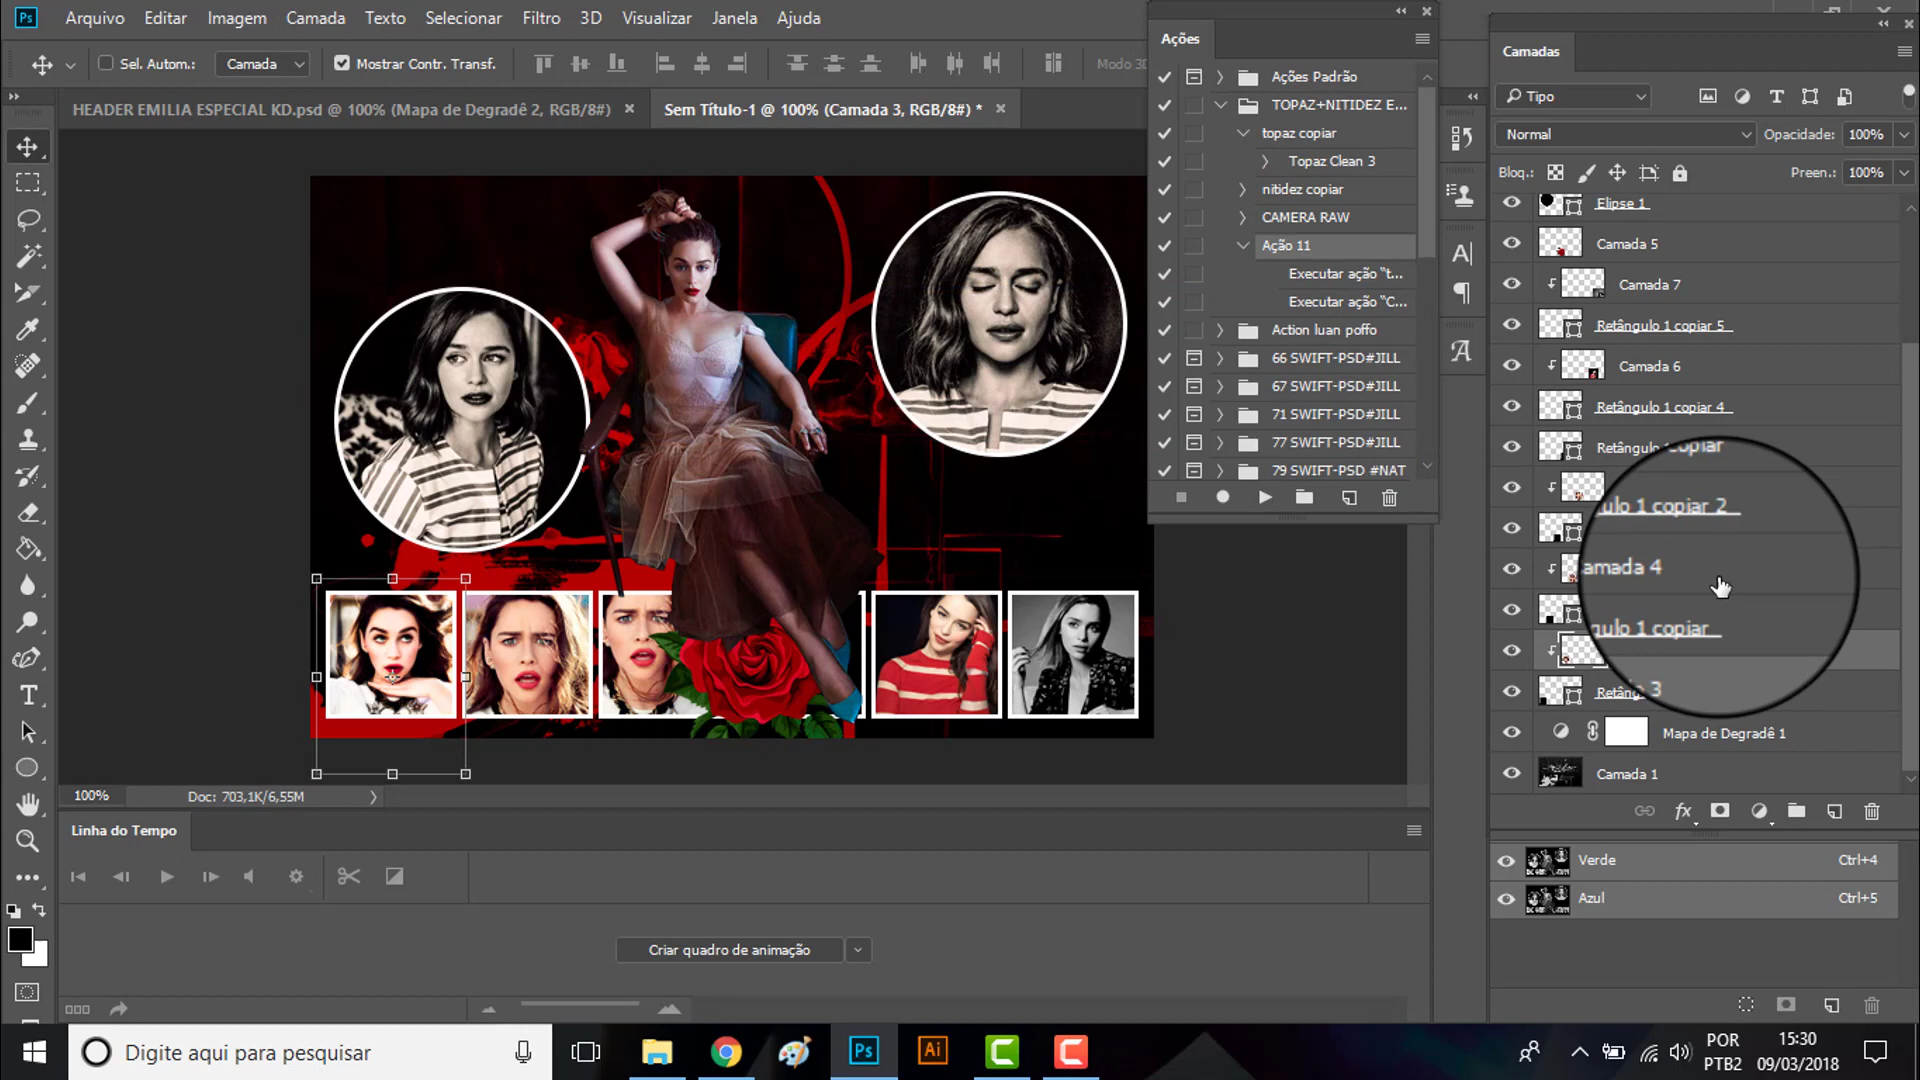 Ps Arquivo Editar Imagem Camada Texto Selecionar Filtro 3D Visualizar Janela Ajuda
Sel. Autom.: Camada Mostrar Contr. Transf. Modo 3D
HEADER EMILIA ESPECIAL KD.psd @ 100% (Mapa de Degradê 2, RGB/8#) × Sem Título-1 @ 100% (Camada 3, RGB/8#) * ×
Ações
Ações Padrão
TOPAZ+NITIDEZ E...
topaz copiar
Topaz Clean 3
nitidez copiar
CAMERA RAW
Ação 11
Executar ação "t...
Executar ação "C...
Action luan poffo
66 SWIFT-PSD#JILL
67 SWIFT-PSD#JILL
71 SWIFT-PSD#JILL
77 SWIFT-PSD#JILL
79 SWIFT-PSD #NAT
Camadas
Tipo
Normal Opacidade: 100%
Bloq.: Preen.: 100%
Elipse 1
Camada 5
Camada 7
Retângulo 1 copiar 5
Camada 6
Retângulo 1 copiar 4
Retângulo copiar
ulo 1 copiar 2
amada 4
gulo 1 copiar
Retâng 3
Mapa de Degradê 1
Camada 1
Verde Ctrl+4
Azul Ctrl+5
100% Doc: 703,1K/6,55M
Linha do Tempo
Criar quadro de animação
Digite aqui para pesquisar
Ps Ai
POR
PTB2
15:30
09/03/2018